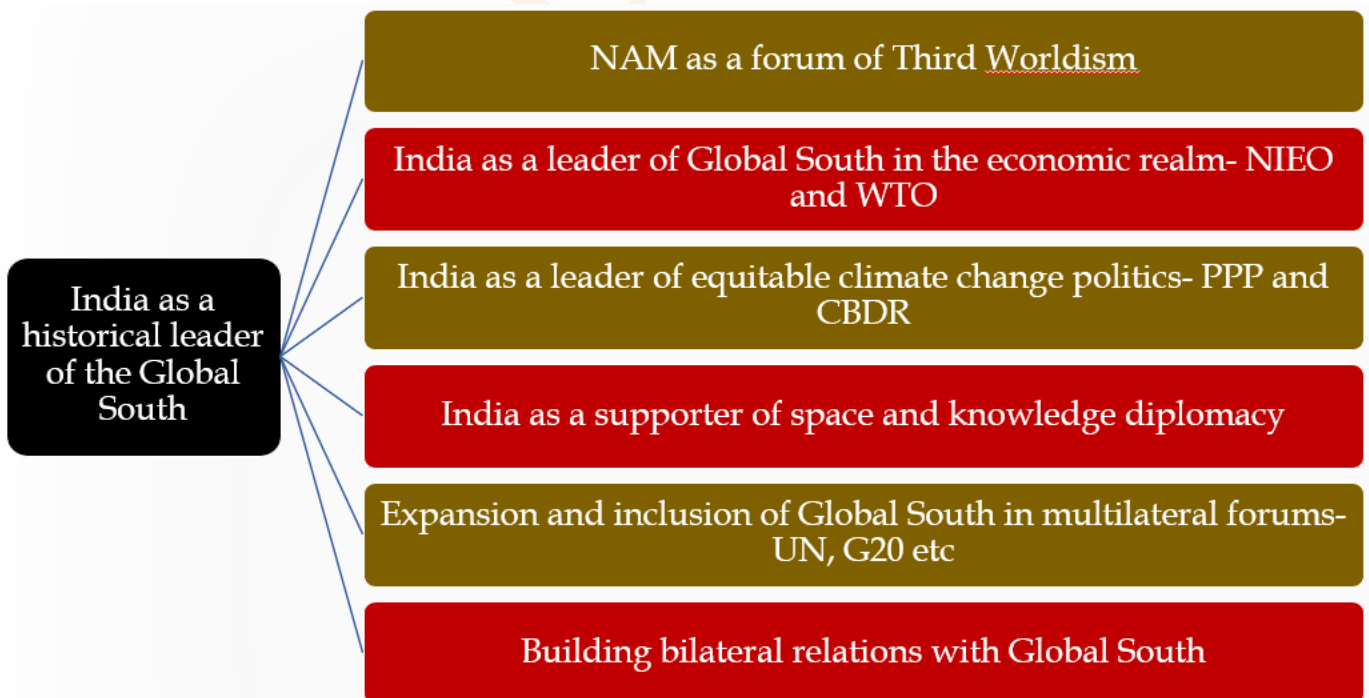 NAM as a forum of Third Worldism
India as a leader of Global South in the economic realm- NIEO
and WTO
India as a leader of equitable climate change politics- PPP and
CBDR
India as a
historical leader
of the Global
South
India as a supporter of space and knowledge diplomacy
Expansion and inclusion of Global South in multilateral forums-
UN, G20 etc
Building bilateral relations with Global South